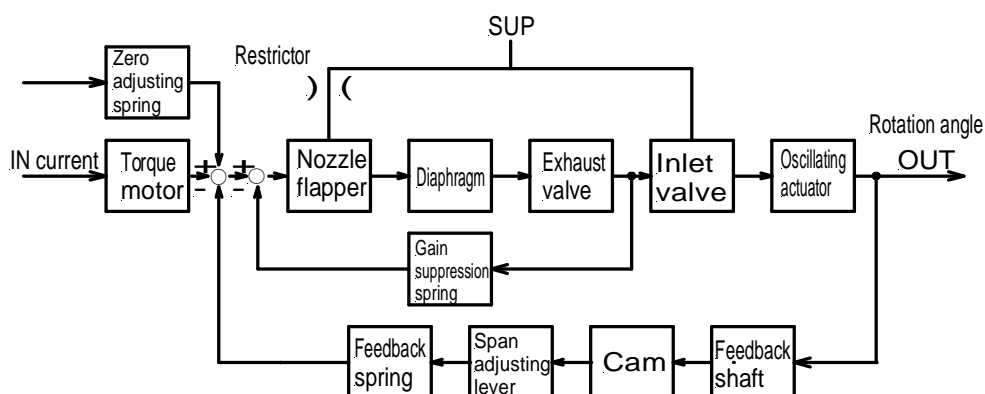 SUP
Restrictor
Zero
adjusting
spring
) (
Rotation angle
OUT
IN current
Torque
motor
+
+
-
+
-
Nozzle
flapper
Diaphragm
Exhaust
valve
Inlet
valve
Oscillating
actuator
Gain
suppression
spring
Feedback
spring
Span
adjusting
lever
Cam
Feedback
shaft